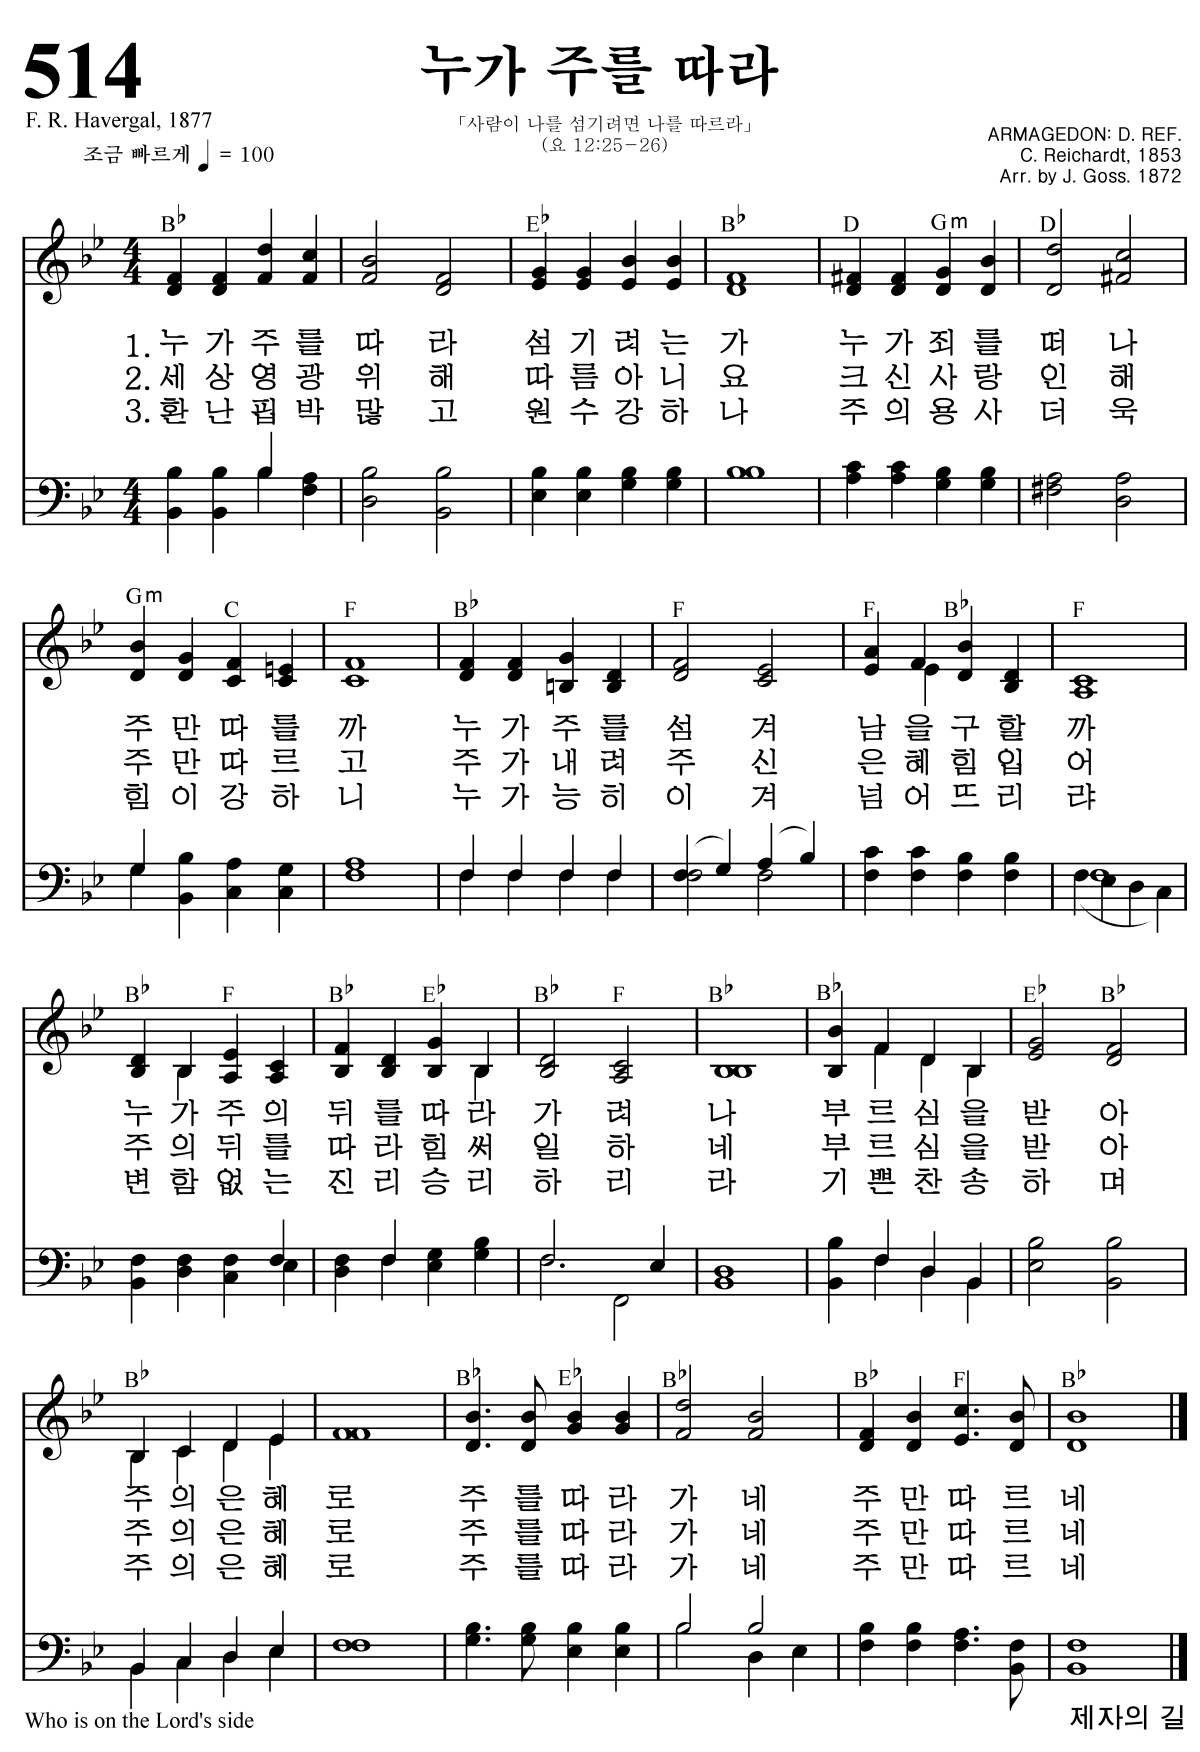 514
누가 주를 따라
F. R. Havergal, 1877
「사람이 나를 섬기려면 나를 따르라」
(요 12:25-26)
조금 빠르게 ♩ = 100
ARMAGEDON: D. REF.
C. Reichardt, 1853
Arr. by J. Goss. 1872
B♭ E♭ B♭ D Gm D
4 4
1. 누 가 주 를 따 라 섬 기 려 는 가 누 가 죄 를 떠 나
2. 세 상 영 광 위 해 따 름 아 니 요 크 신 사 랑 인 해
3. 환 난 핍 박 많 고 원 수 강 하 나 주 의 용 사 더 욱
4 4
Gm C F B♭ F F B♭ F
주 만 따 를 까 누 가 주 를 섬 겨 남 을 구 할 까
주 만 따 르 고 주 가 내 려 주 신 은 혜 힘 입 어
힘 이 강 하 니 누 가 능 히 이 겨 넘 어 뜨 리 랴
B♭ F B♭ E♭ B♭ F B♭ B♭ E♭ B♭
누 가 주 의 뒤 를 따 라 가 려 나 부 르 심 을 받 아
주 의 뒤 를 따 라 힘 써 일 하 네 부 르 심 을 받 아
변 함 없 는 진 리 승 리 하 리 라 기 쁜 찬 송 하 며
B♭ B♭ E♭ B♭ B♭ F B♭
주 의 은 혜 로 주 를 따 라 가 네 주 만 따 르 네
주 의 은 혜 로 주 를 따 라 가 네 주 만 따 르 네
주 의 은 혜 로 주 를 따 라 가 네 주 만 따 르 네
Who is on the Lord's side
제자의 길